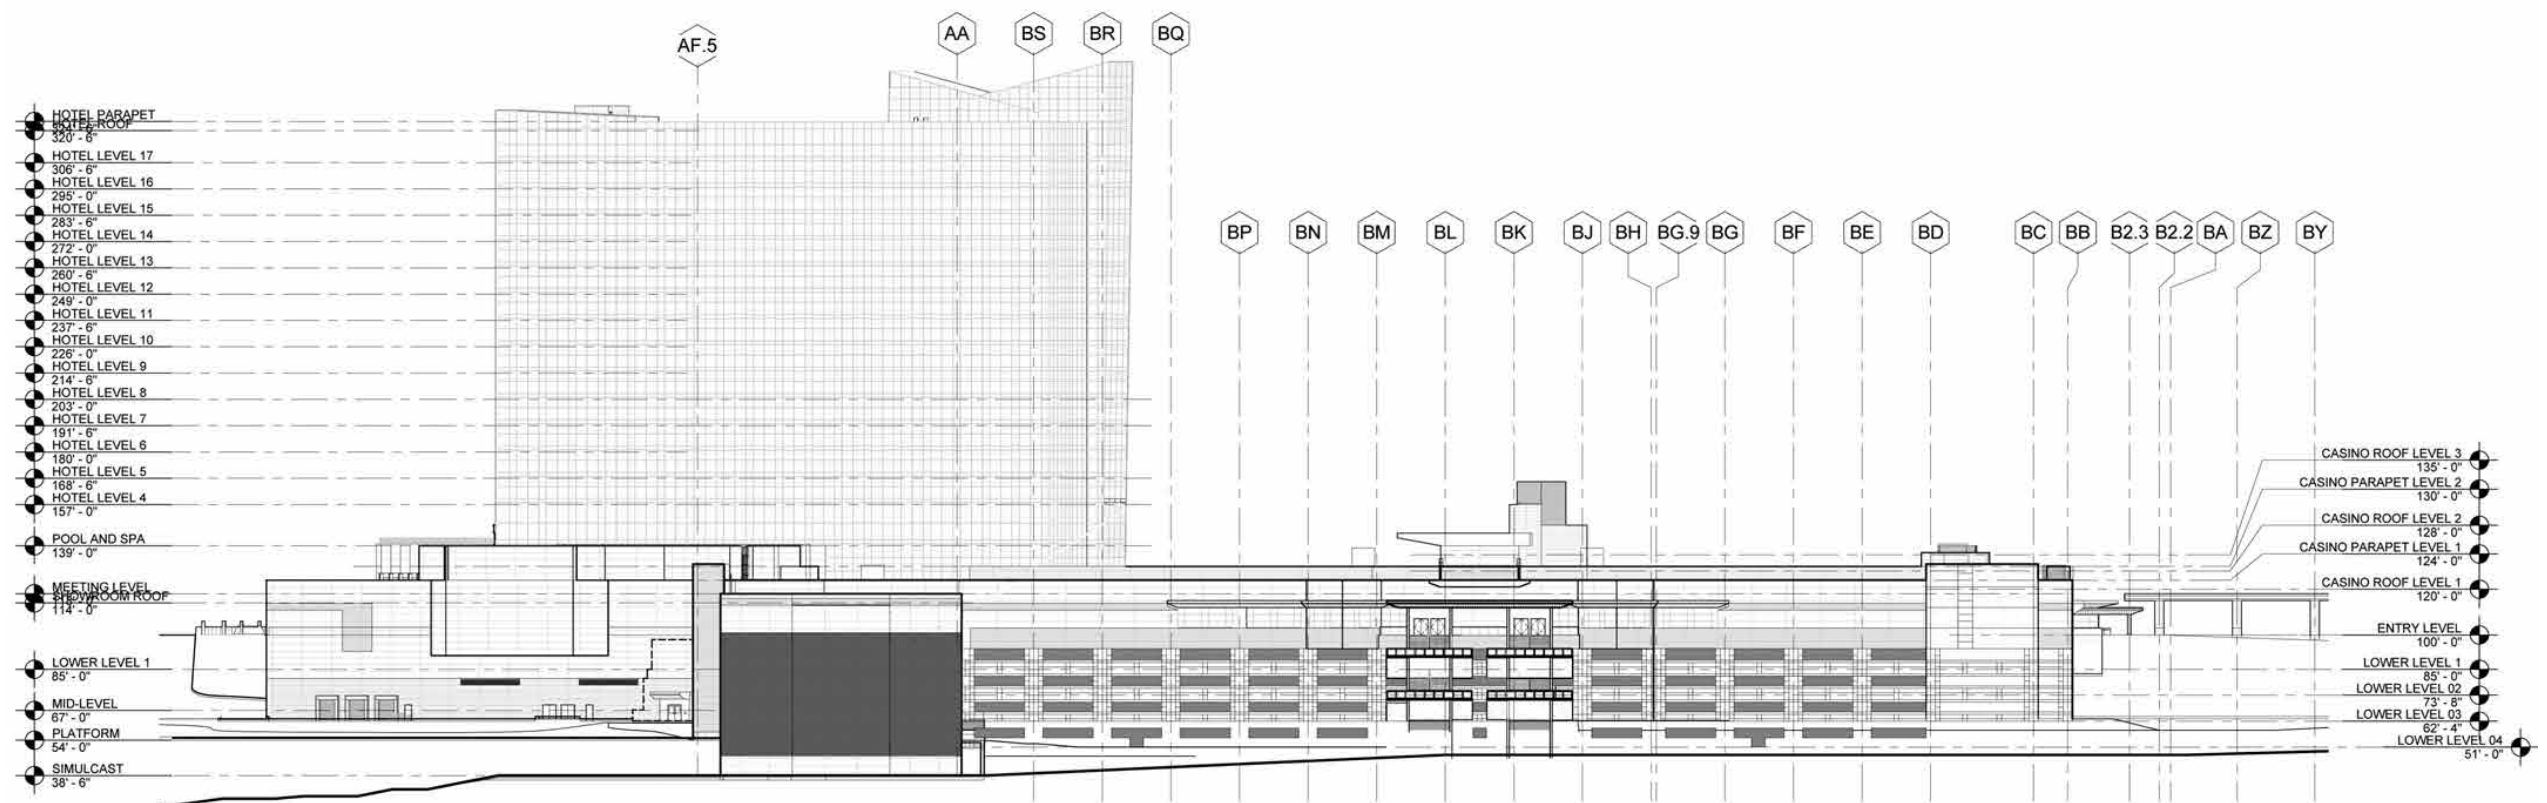 AF.5
AA
BS
BR
BQ
BP
BN
BM
BL
BK
BJ
BH
BG.9
BG
BF
BE
BD
BC
BB
B2.3
B2.2
BA
BZ
BY
HOTEL PARAPET
HOTEL ROOF
320' - 6"
HOTEL LEVEL 17
306' - 6"
HOTEL LEVEL 16
295' - 0"
HOTEL LEVEL 15
283' - 6"
HOTEL LEVEL 14
272' - 0"
HOTEL LEVEL 13
260' - 6"
HOTEL LEVEL 12
249' - 0"
HOTEL LEVEL 11
237' - 6"
HOTEL LEVEL 10
226' - 0"
HOTEL LEVEL 9
214' - 6"
HOTEL LEVEL 8
203' - 0"
HOTEL LEVEL 7
191' - 6"
HOTEL LEVEL 6
180' - 0"
HOTEL LEVEL 5
168' - 6"
HOTEL LEVEL 4
157' - 0"
POOL AND SPA
139' - 0"
MEETING LEVEL
SHOWROOM ROOF
114' - 0"
LOWER LEVEL 1
85' - 0"
MID-LEVEL
67' - 0"
PLATFORM
54' - 0"
SIMULCAST
38' - 6"
CASINO ROOF LEVEL 3
135' - 0"
CASINO PARAPET LEVEL 2
130' - 0"
CASINO ROOF LEVEL 2
128' - 0"
CASINO PARAPET LEVEL 1
124' - 0"
CASINO ROOF LEVEL 1
120' - 0"
ENTRY LEVEL
100' - 0"
LOWER LEVEL 1
85' - 0"
LOWER LEVEL 02
73' - 8"
LOWER LEVEL 03
62' - 4"
LOWER LEVEL 04
51' - 0"